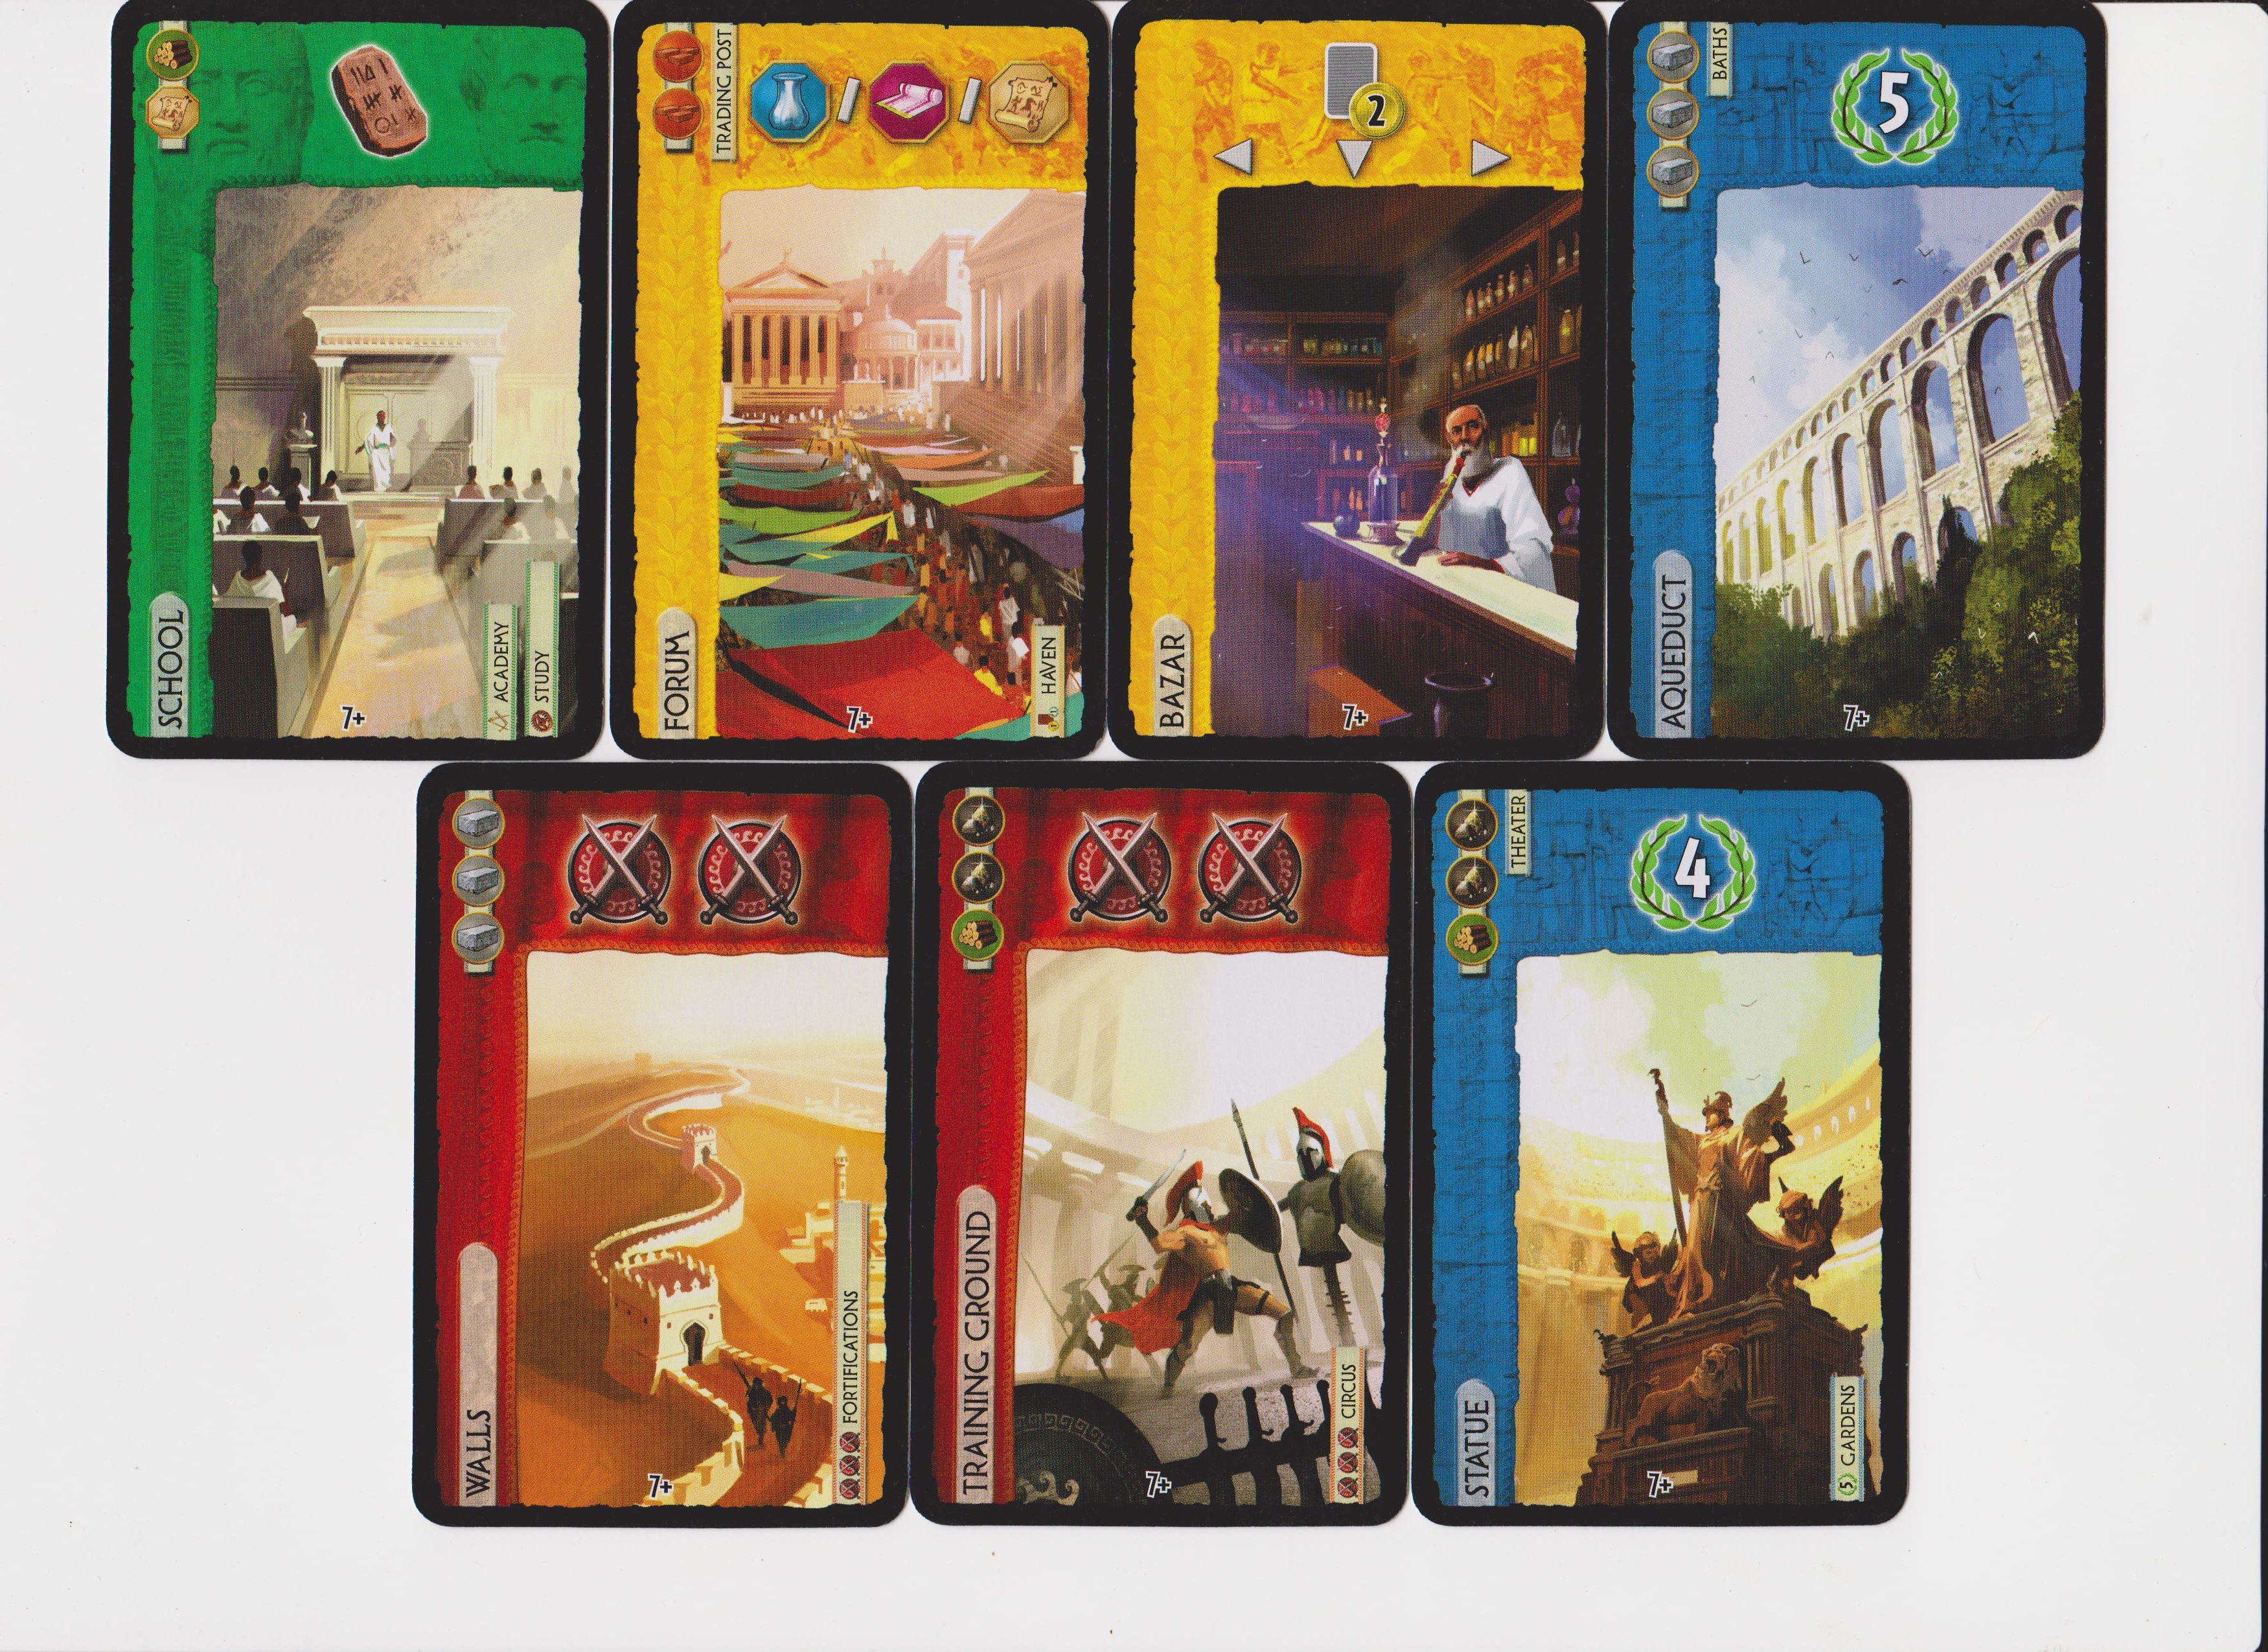 SCHOOL
7+
ACADEMY
STUDY
TRADING POST
FORUM
7+
HAVEN
2
BAZAR
7+
BATHS
5
AQUEDUCT
7+
WALLS
7+
FORTIFICATIONS
TRAINING GROUND
7+
CIRCUS
THEATER
4
STATUE
7+
5 GARDENS